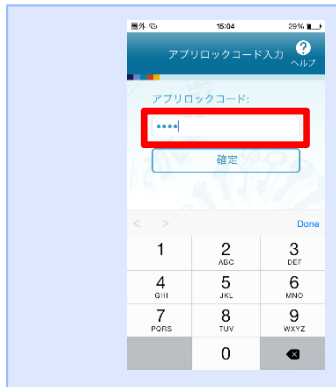 圏外 15:04 29%
アプリロックコード入力 ?
ヘルプ
アプリロックコード:
••••
確定
< > Done
1 2 3
ABC DEF
4 5 6
GHI JKL MNO
7 8 9
PQRS TUV WXYZ
0